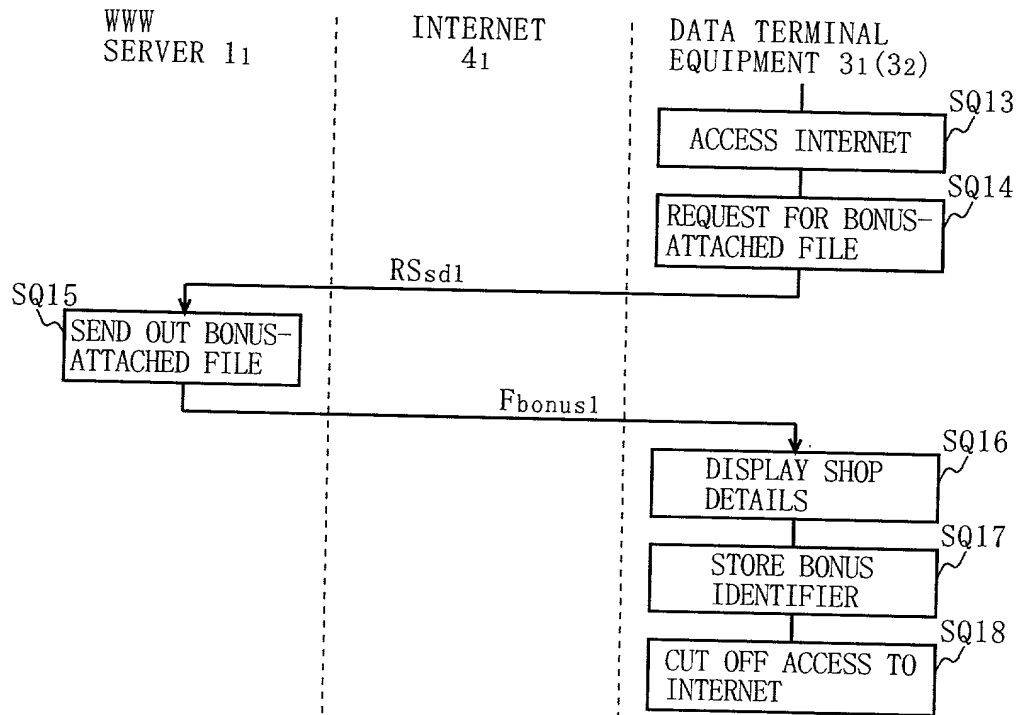 WWW
SERVER 11
INTERNET
41
DATA TERMINAL
EQUIPMENT 31(32)
SQ13
ACCESS INTERNET
SQ14
REQUEST FOR BONUS-
ATTACHED FILE
RSsd1
SQ15
SEND OUT BONUS-
ATTACHED FILE
Fbonus1
SQ16
DISPLAY SHOP
DETAILS
SQ17
STORE BONUS
IDENTIFIER
SQ18
CUT OFF ACCESS TO
INTERNET